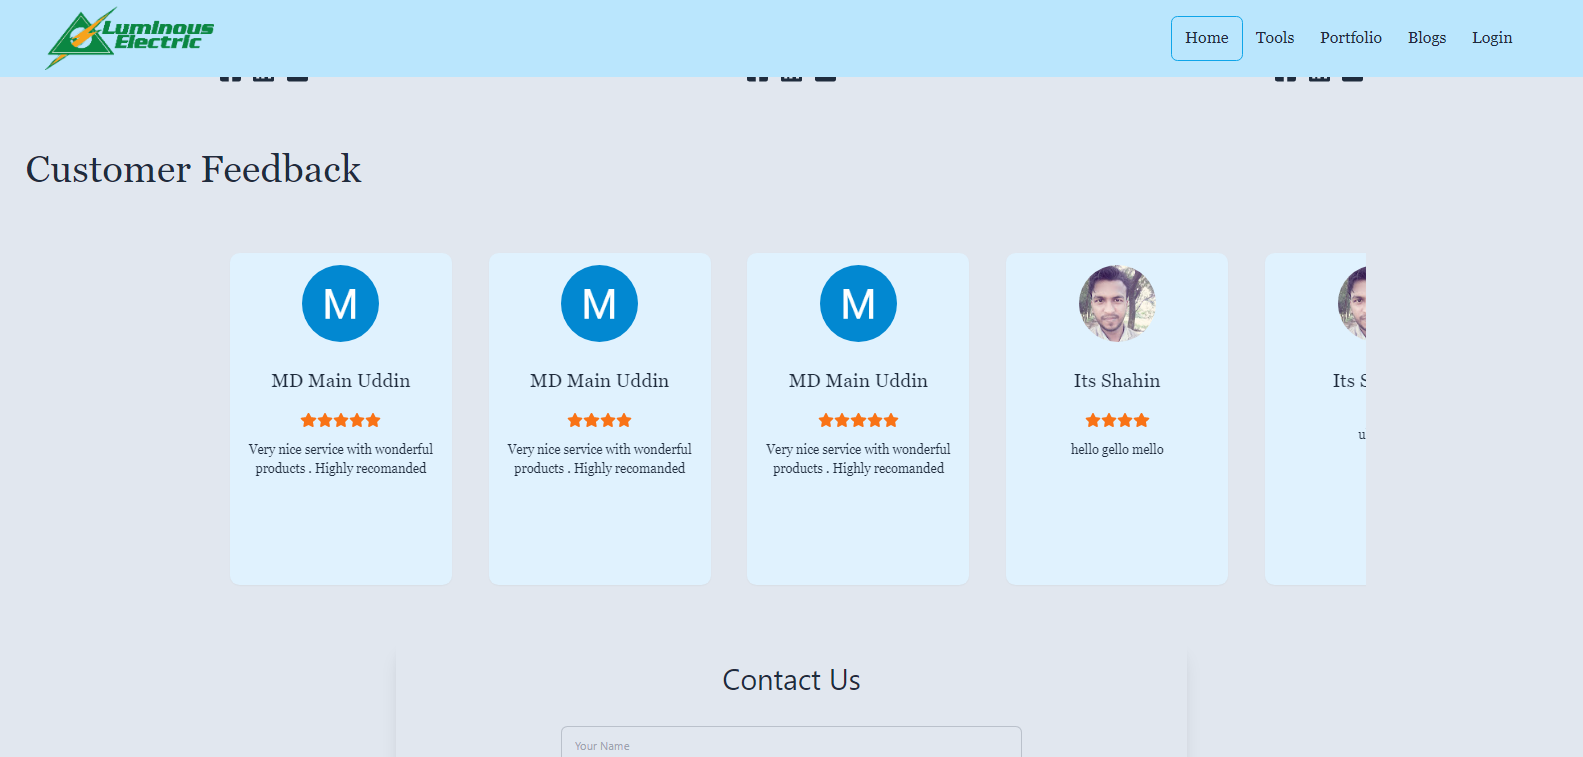 Luminous
Electric
Home
Tools
Portfolio
Blogs
Login
Customer Feedback
M
MD Main Uddin
Very nice service with wonderful
products . Highly recomanded
M
MD Main Uddin
Very nice service with wonderful
products . Highly recomanded
M
MD Main Uddin
Very nice service with wonderful
products . Highly recomanded
Its Shahin
hello gello mello
Its
Contact Us
Your Name